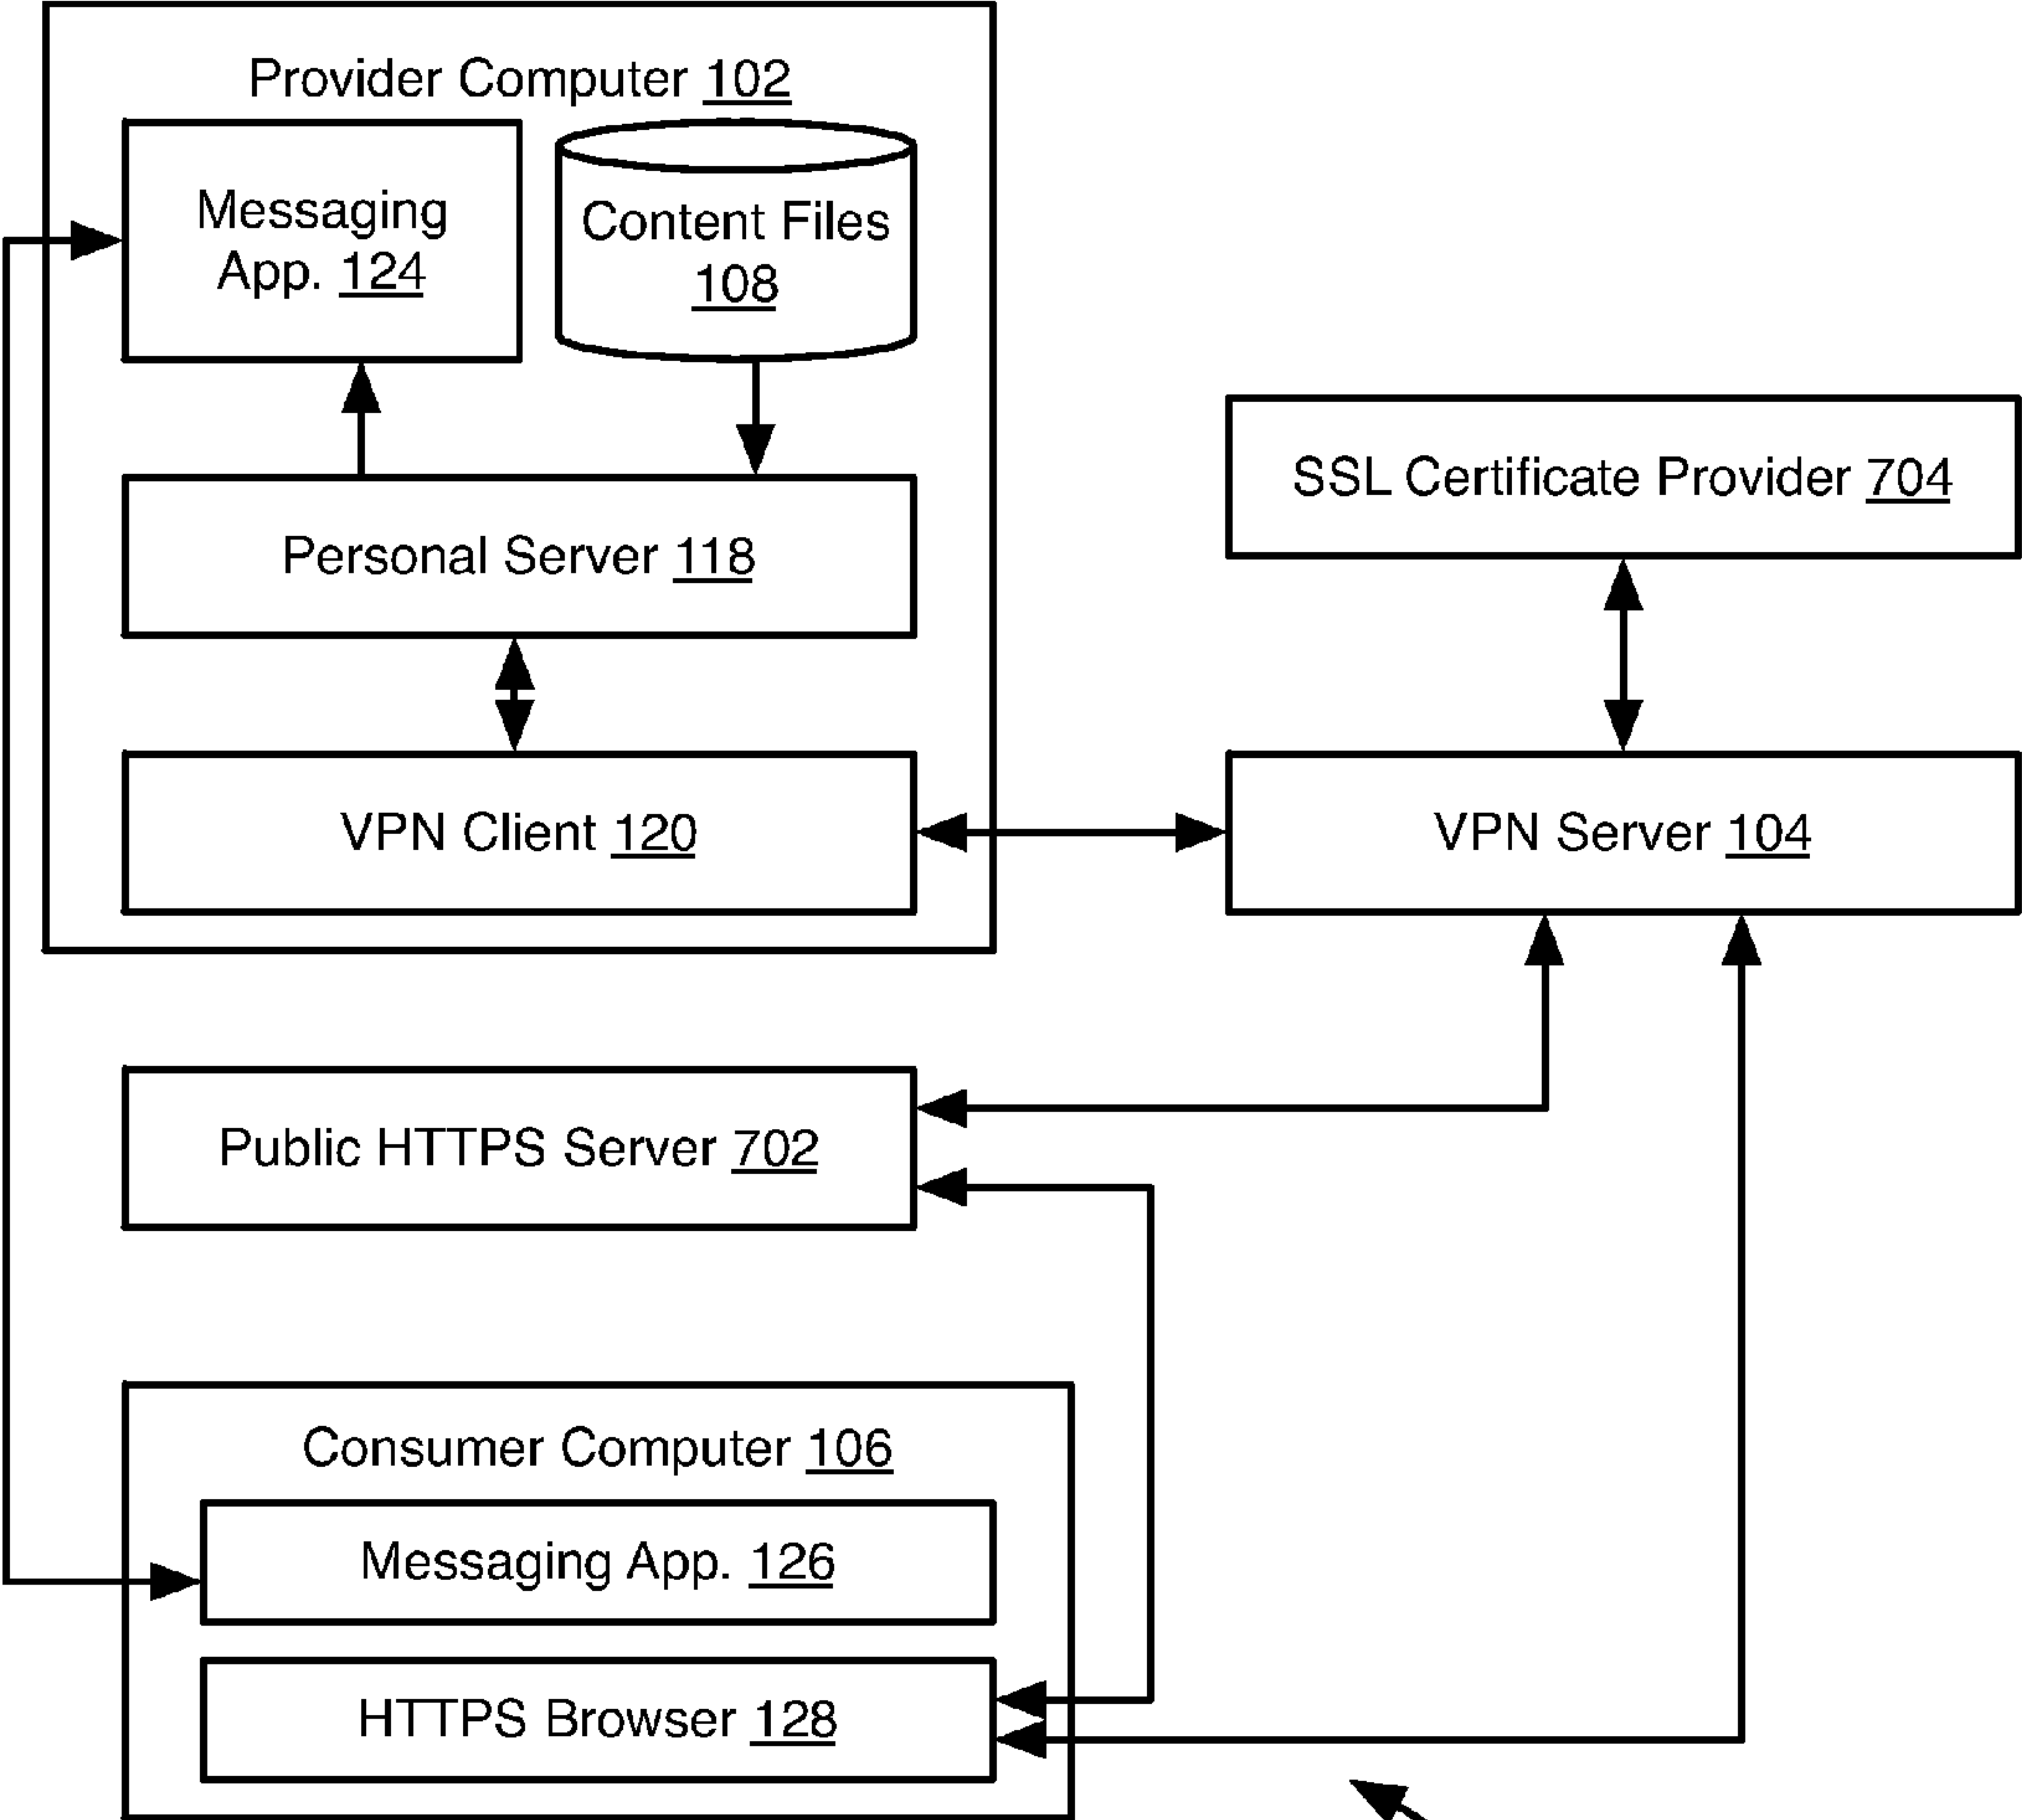 Provider Computer 102
Messaging
App. 124
Content Files
108
Personal Server 118
SSL Certificate Provider 704
VPN Client 120
VPN Server 104
Public HTTPS Server 702
Consumer Computer 106
Messaging App. 126
HTTPS Browser 128